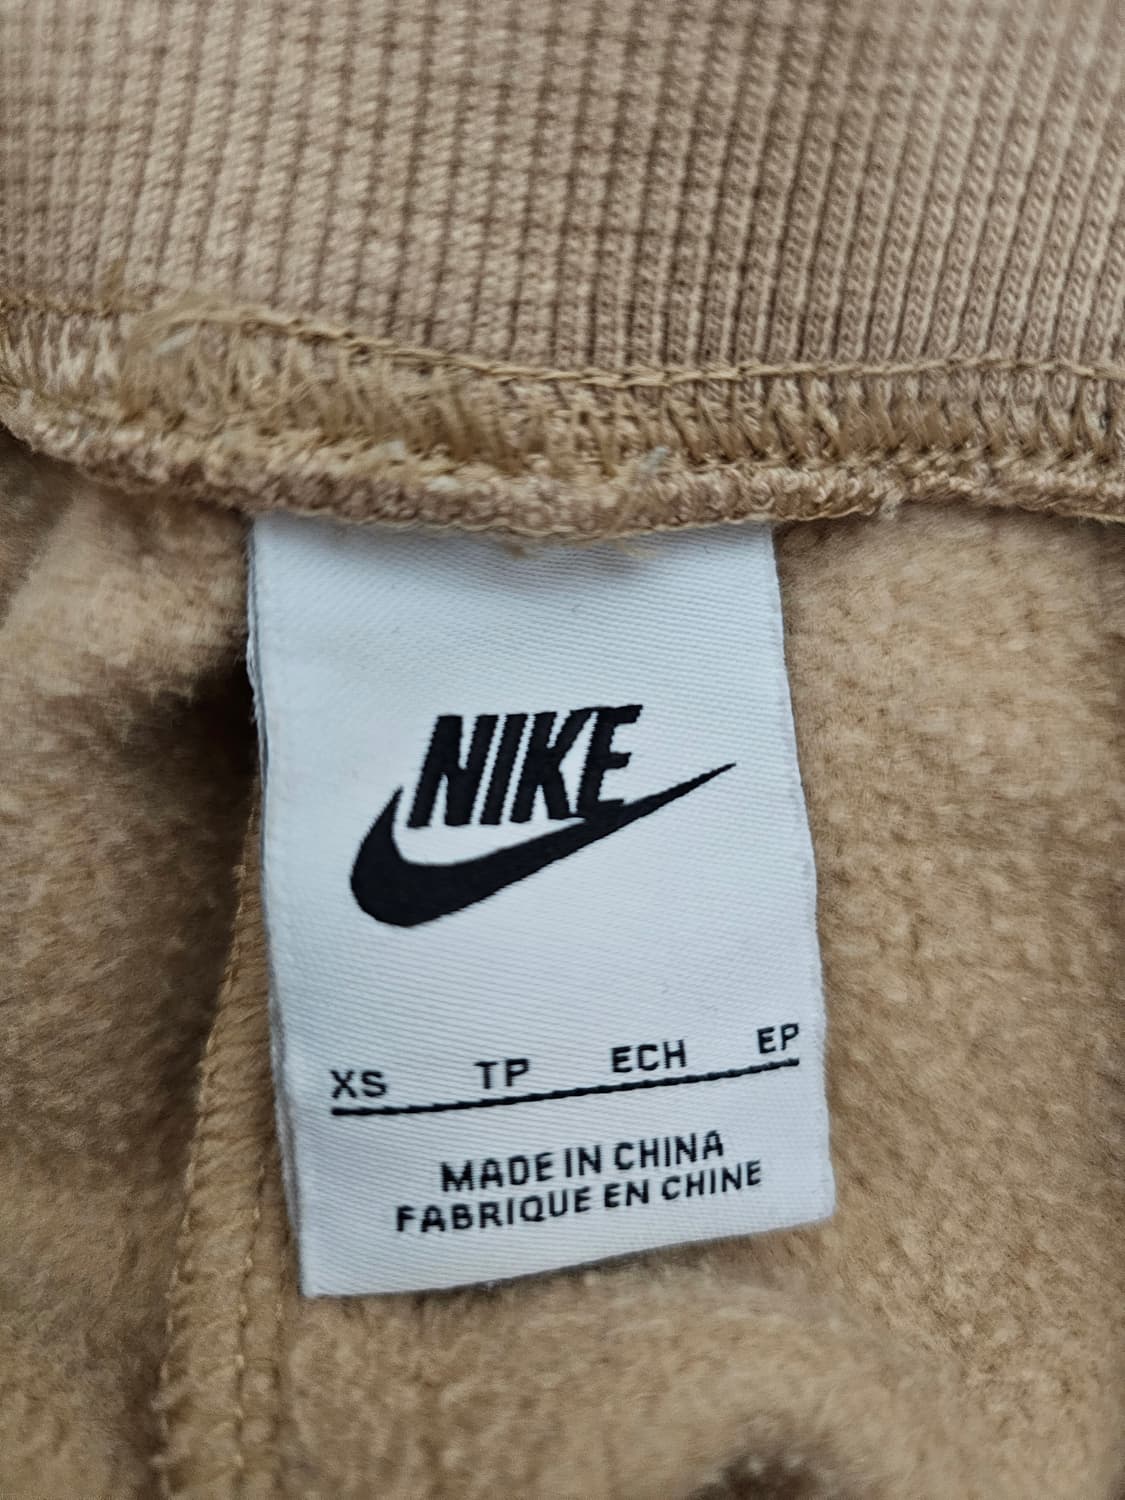 NIKE
XS TP ECH EP
MADE IN CHINA
FABRIQUE EN CHINE